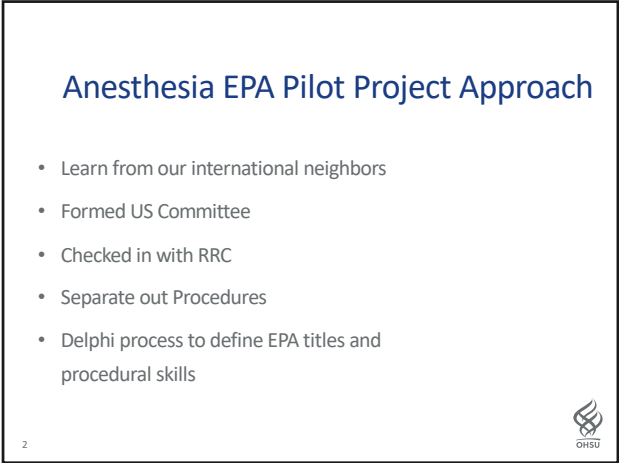 Anesthesia EPA Pilot Project Approach
• Learn from our international neighbors
• Formed US Committee
• Checked in with RRC
• Separate out Procedures
• Delphi process to define EPA titles and
procedural skills
2
OHSU